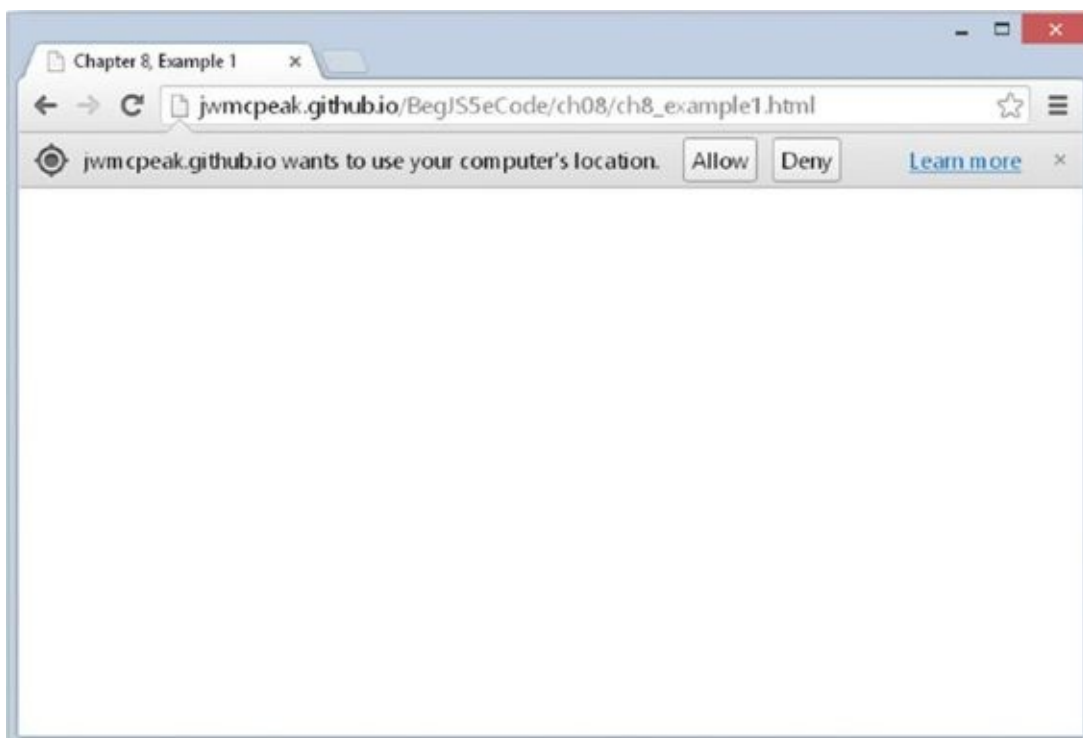 Chapter 8, Example 1
jwmcpeak.github.io/BegJS5eCode/ch08/ch8_example1.html
jwmcpeak.github.io wants to use your computer's location. Allow Deny Learn more